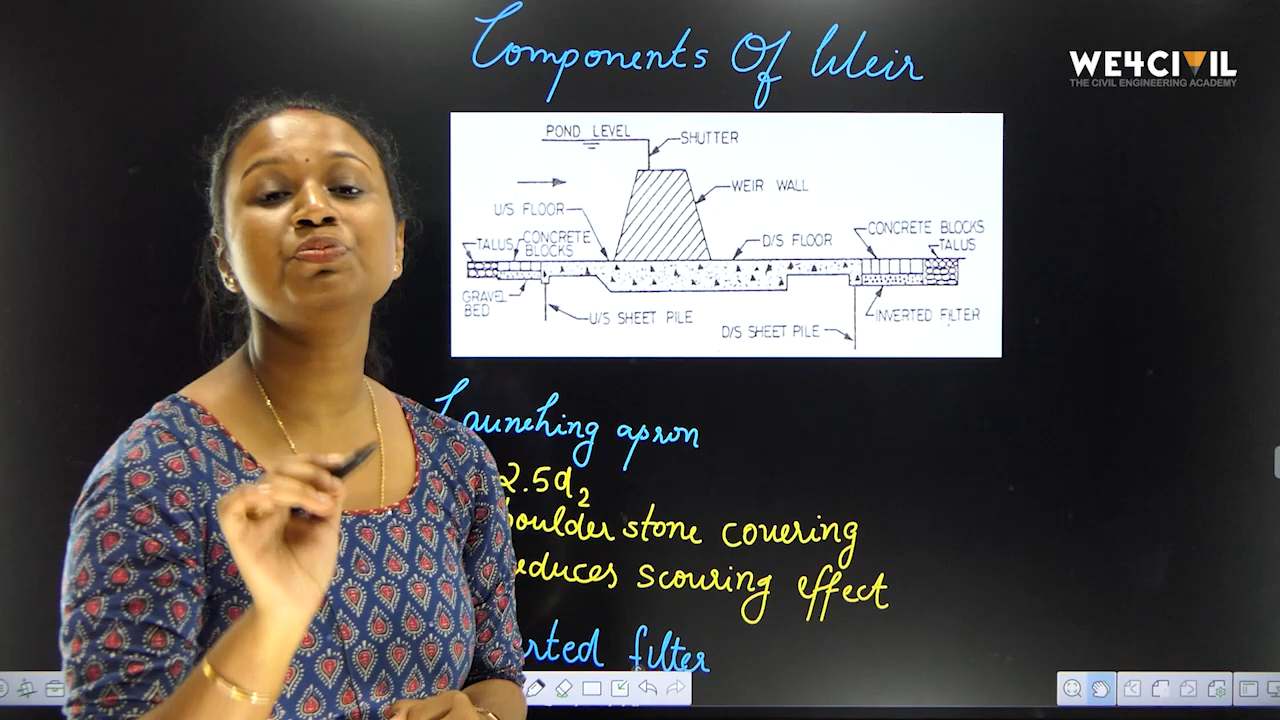 Components Of Weir
WE4CIVIL
THE CIVIL ENGINEERING ACADEMY
POND LEVEL
SHUTTER
WEIR WALL
U/S FLOOR
D/S FLOOR
CONCRETE BLOCKS
TALUS
TALUS
CONCRETE
BLOCKS
GRAVEL
BED
U/S SHEET PILE
D/S SHEET PILE
INVERTED FILTER
Launching apron
2.5d2
boulder stone covering
educes scouring effect
rted filter